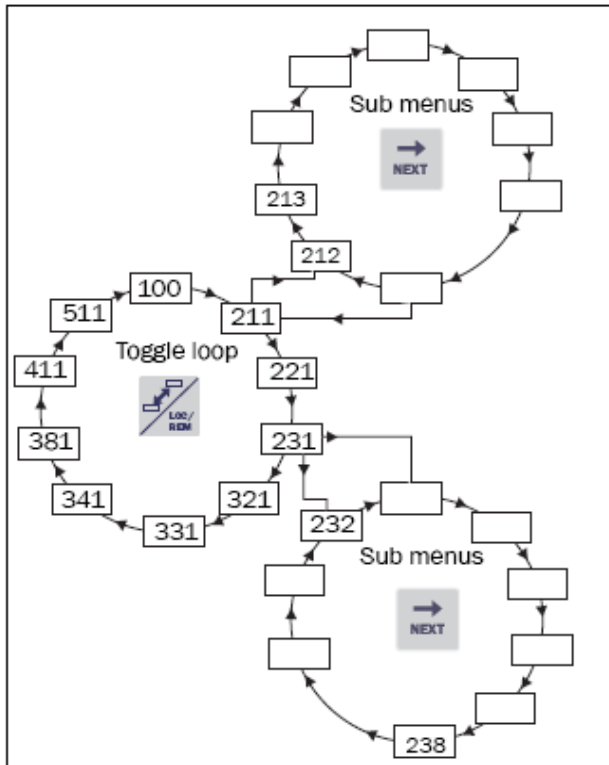 Sub menus
NEXT
213
212
100
511
211
Toggle loop
411
221
LOC/
REM
381
231
341
321
331
232
Sub menus
NEXT
238